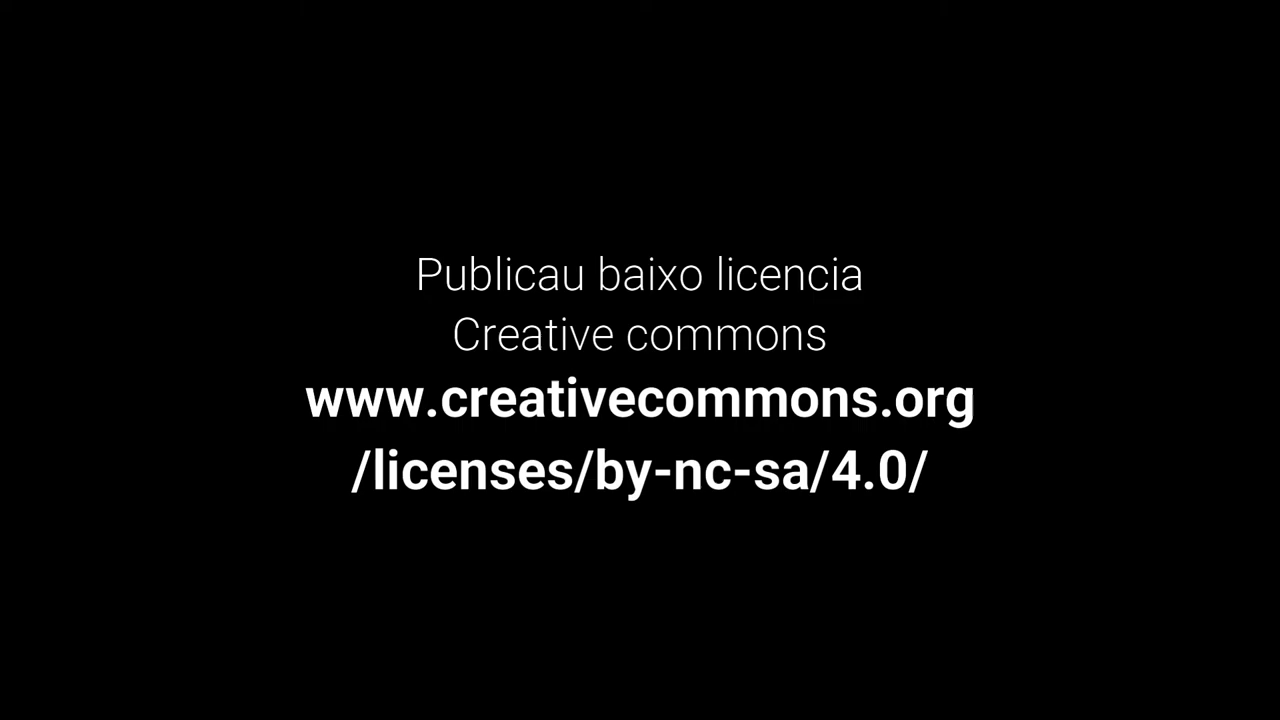 Publicau baixo licencia
Creative commons
www.creativecommons.org
/licenses/by-nc-sa/4.0/